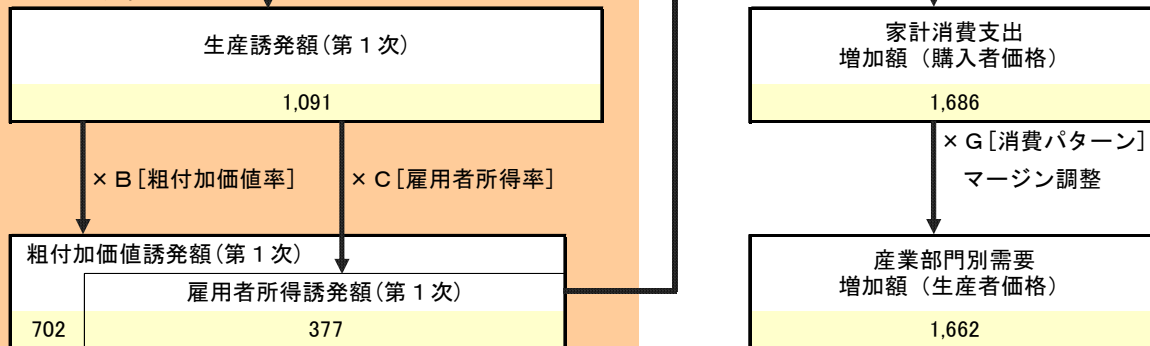 生産誘発額(第１次)
1,091
×Ｂ[粗付加価値率]
×Ｃ[雇用者所得率]
粗付加価値誘発額(第１次)
雇用者所得誘発額(第１次)
702
377
家計消費支出
増加額（購入者価格）
1,686
×Ｇ[消費パターン]
マージン調整
産業部門別需要
増加額（生産者価格）
1,662